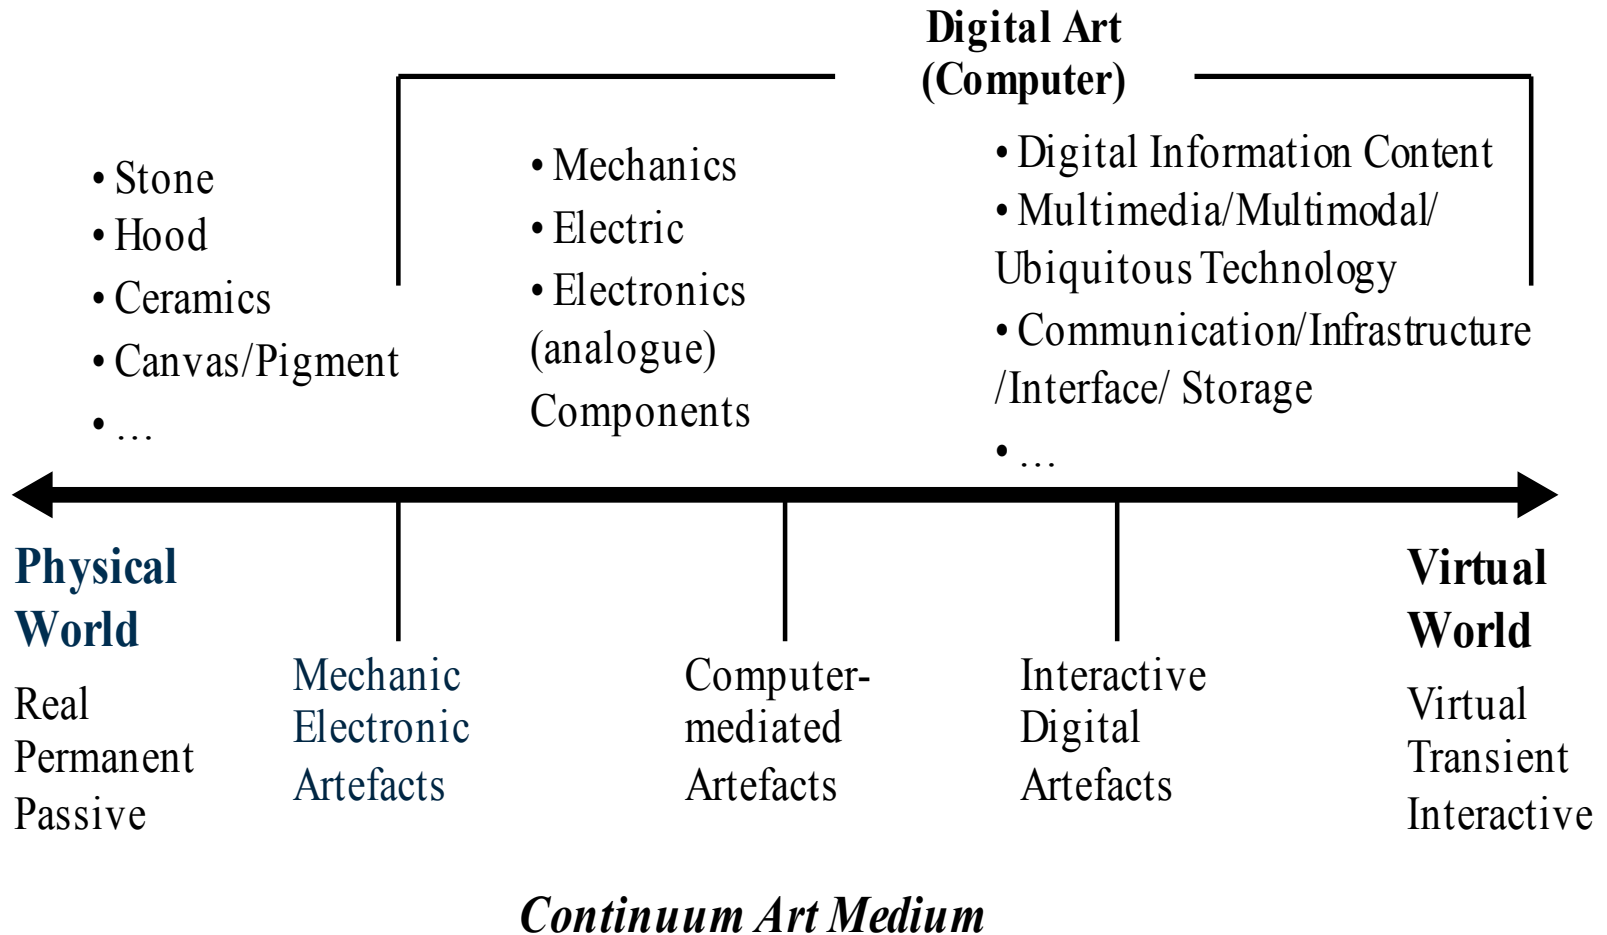 Digital Art
(Computer)
• Stone
• Hood
• Ceramics
• Canvas/Pigment
• …
• Mechanics
• Electric
• Electronics
(analogue)
Components
• Digital Information Content
• Multimedia/Multimodal/
Ubiquitous Technology
• Communication/Infrastructure
/Interface/ Storage
• …
Physical
World
Real
Permanent
Passive
Mechanic
Electronic
Artefacts
Computer-
mediated
Artefacts
Interactive
Digital
Artefacts
Virtual
World
Virtual
Transient
Interactive
Continuum Art Medium